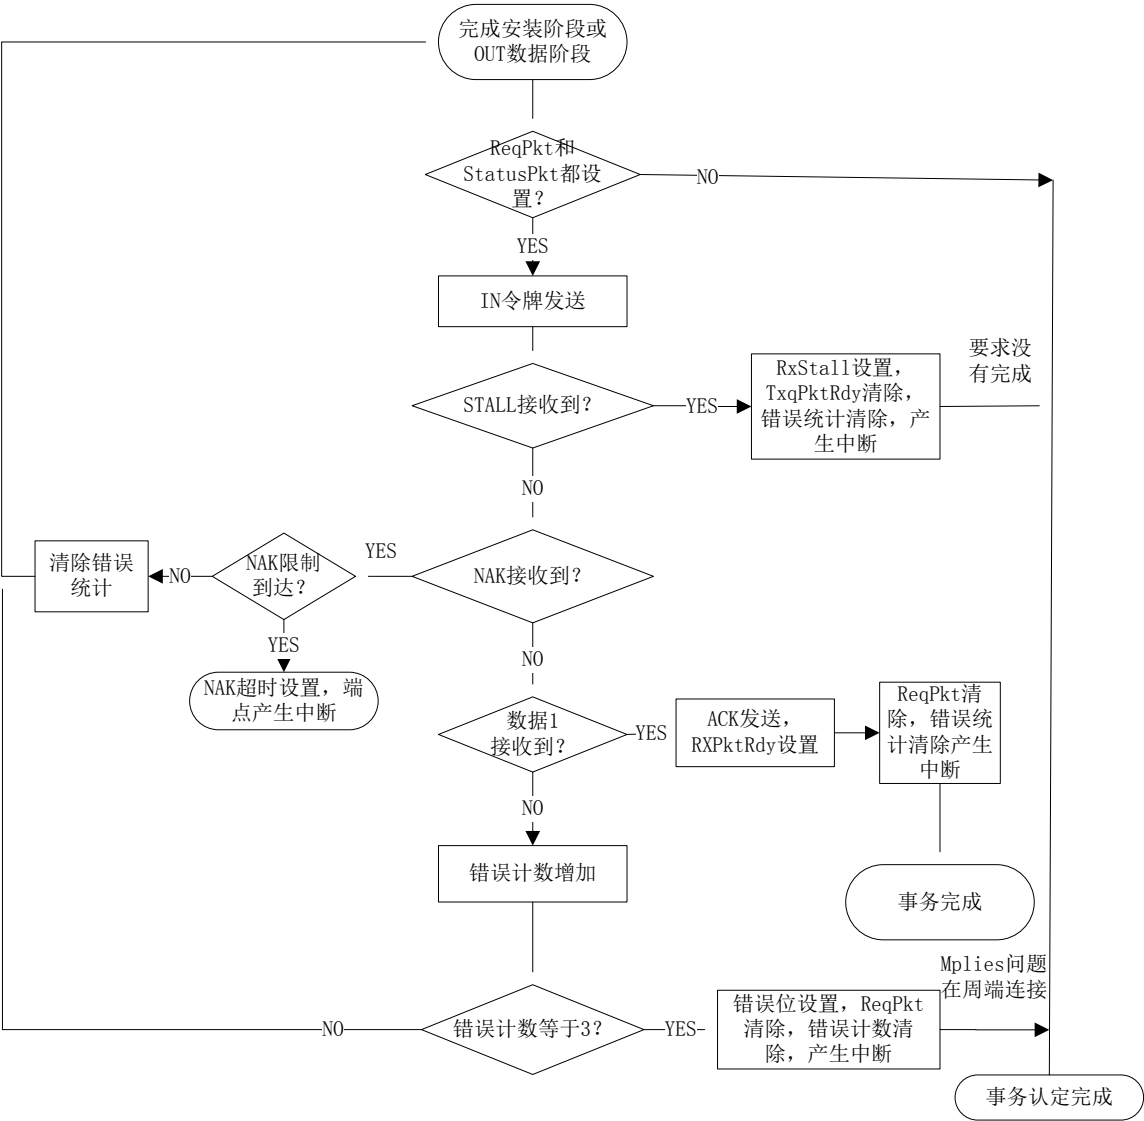 完成安装阶段或
OUT数据阶段
ReqPkt和
StatusPkt都设
置?
NO
YES
IN令牌发送
STALL接收到?
YES
RxStall设置，
TxqPktRdy清除，
错误统计清除，产
生中断
要求没
有完成
NO
NAK接收到?
YES
NAK限制
到达?
NO
清除错误
统计
YES
NAK超时设置，端
点产生中断
NO
数据1
接收到?
YES
ACK发送，
RXPktRdy设置
ReqPkt清
除，错误统
计清除产生
中断
事务完成
NO
错误计数增加
错误计数等于3?
NO
YES
错误位设置，ReqPkt
清除，错误计数清
除，产生中断
Mplies问题
在周端连接
事务认定完成